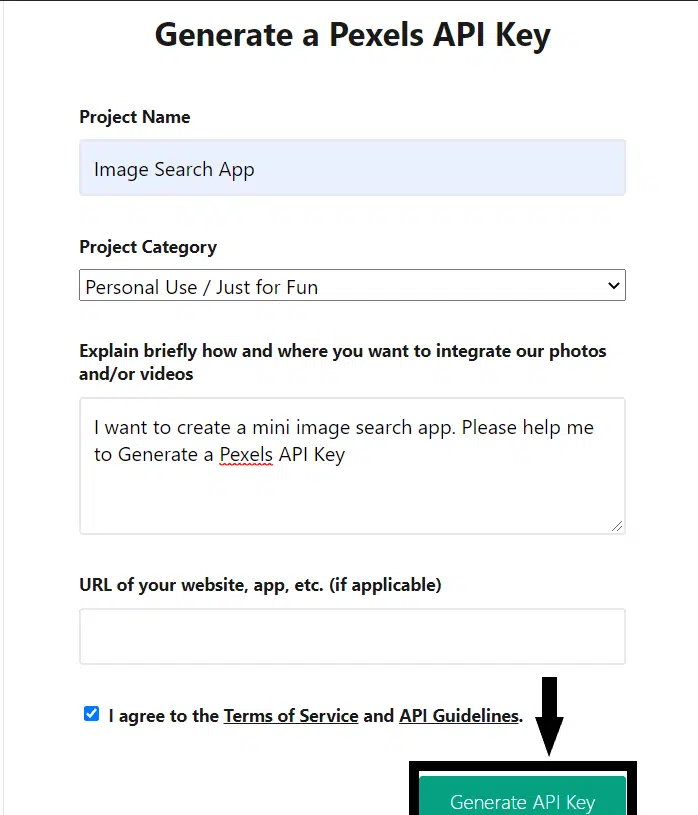 Generate a Pexels API Key
Project Name
Image Search App
Project Category
Personal Use / Just for Fun
Explain briefly how and where you want to integrate our photos
and/or videos
I want to create a mini image search app. Please help me
to Generate a Pexels API Key
URL of your website, app, etc. (if applicable)
I agree to the Terms of Service and API Guidelines.
Generate API Key